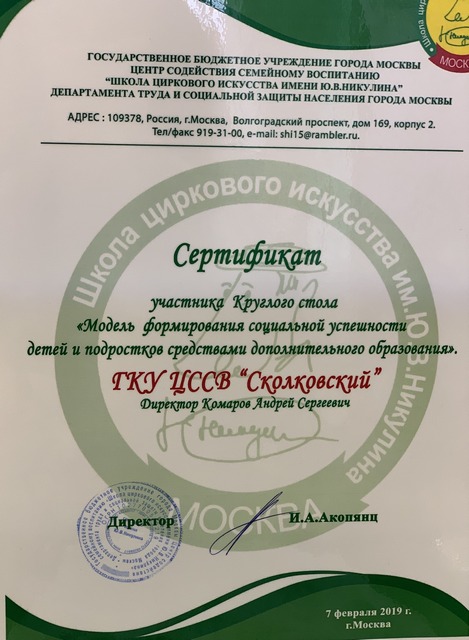 ГОСУДАРСТВЕННОЕ БЮДЖЕТНОЕ УЧРЕЖДЕНИЕ ГОРОДА МОСКВЫ
ЦЕНТР СОДЕЙСТВИЯ СЕМЕЙНОМУ ВОСПИТАНИЮ
"ШКОЛА ЦИРКОВОГО ИСКУССТВА ИМЕНИ Ю.В.НИКУЛИНА"
ДЕПАРТАМЕНТА ТРУДА И СОЦИАЛЬНОЙ ЗАЩИТЫ НАСЕЛЕНИЯ ГОРОДА МОСКВЫ
АДРЕС : 109378, Россия, г.Москва, Волгоградский проспект, дом 169, корпус 2.
Тел/факс 919-31-00, e-mail: shi15@rambler.ru.
МОСК
Школа циркового искусства им.Ю.В.Никулина
Сертификат
участника Круглого стола
«Модель формирования социальной успешности
детей и подростков средствами дополнительного образования».
ГКУ ЦССВ "Сколковский"
Директор Комаров Андрей Сергеевич
МОСКВА
Директор
И.А.Акопянц
7 февраля 2019 г.
г.Москва